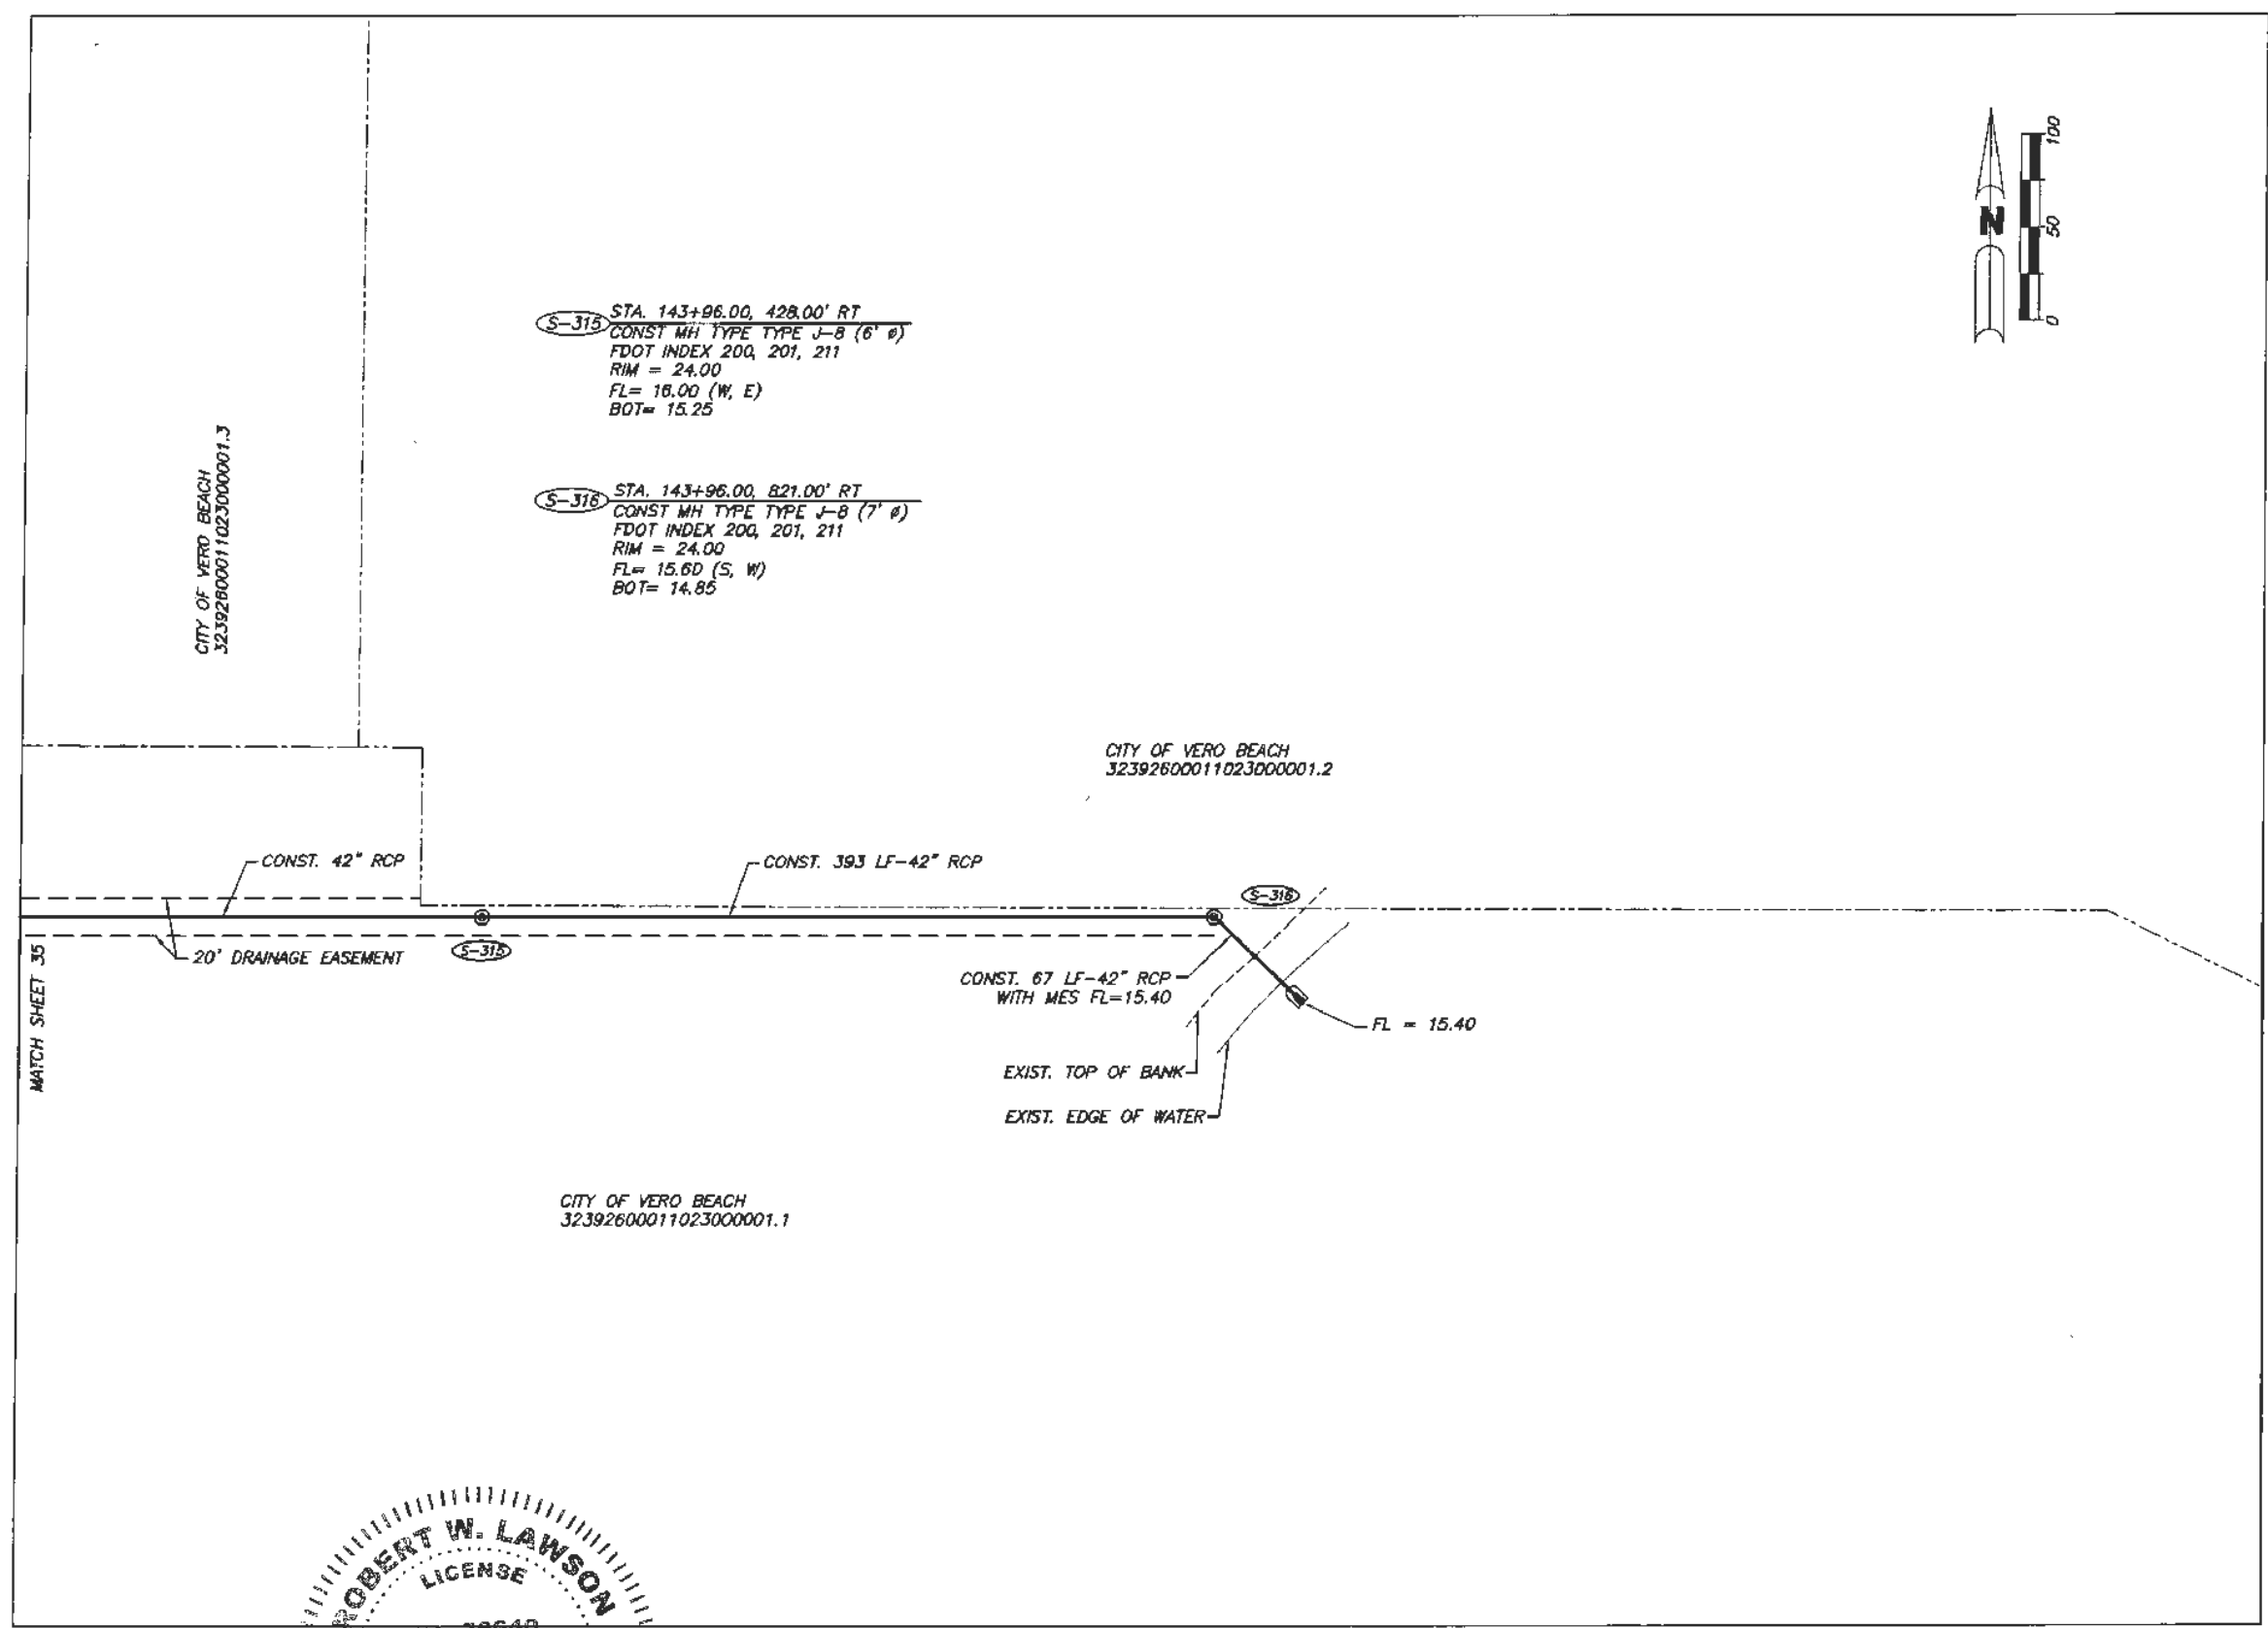 S-315 STA. 143+96.00, 428.00' RT
CONST MH TYPE TYPE J-8 (6' ø)
FDOT INDEX 200, 201, 211
RIM = 24.00
FL= 16.00 (W, E)
BOT= 15.25
S-316 STA. 143+96.00, 821.00' RT
CONST MH TYPE TYPE J-8 (7' ø)
FDOT INDEX 200, 201, 211
RIM = 24.00
FL= 15.60 (S, W)
BOT= 14.85
N
0
50
100
CITY OF VERO BEACH
32392600011023000001.3
CITY OF VERO BEACH
32392600011023000001.2
CONST. 42" RCP
CONST. 393 LF-42" RCP
S-316
S-315
20' DRAINAGE EASEMENT
MATCH SHEET 35
CONST. 67 LF-42" RCP
WITH MES FL=15.40
FL = 15.40
EXIST. TOP OF BANK
EXIST. EDGE OF WATER
CITY OF VERO BEACH
32392600011023000001.1
ROBERT W. LAWSON
LICENSE